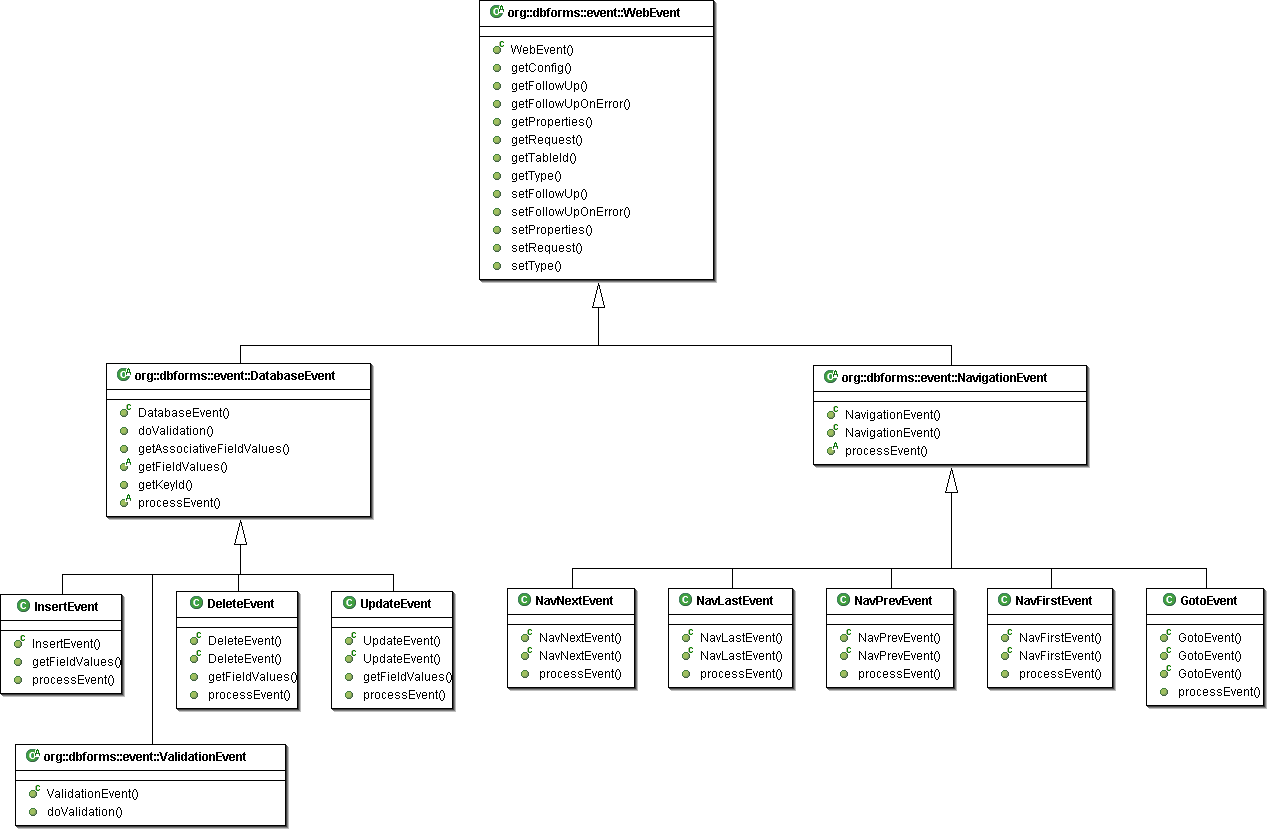 org::dbforms::event::WebEvent
WebEvent()
getConfig()
getFollowUp()
getFollowUpOnError()
getProperties()
getRequest()
getTableId()
getType()
setFollowUp()
setFollowUpOnError()
setProperties()
setRequest()
setType()
org::dbforms::event::DatabaseEvent
DatabaseEvent()
doValidation()
getAssociativeFieldValues()
getFieldValues()
getKeyId()
processEvent()
org::dbforms::event::NavigationEvent
NavigationEvent()
NavigationEvent()
processEvent()
InsertEvent
InsertEvent()
getFieldValues()
processEvent()
DeleteEvent
DeleteEvent()
DeleteEvent()
getFieldValues()
processEvent()
UpdateEvent
UpdateEvent()
UpdateEvent()
getFieldValues()
processEvent()
NavNextEvent
NavNextEvent()
NavNextEvent()
processEvent()
NavLastEvent
NavLastEvent()
NavLastEvent()
processEvent()
NavPrevEvent
NavPrevEvent()
NavPrevEvent()
processEvent()
NavFirstEvent
NavFirstEvent()
NavFirstEvent()
processEvent()
GotoEvent
GotoEvent()
GotoEvent()
GotoEvent()
processEvent()
org::dbforms::event::ValidationEvent
ValidationEvent()
doValidation()